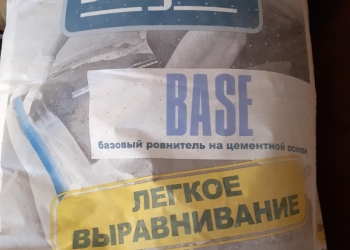 BASE
базовый ровнитель на цементной основе
ЛЕГКОЕ
ВЫРАВНИВАНИЕ